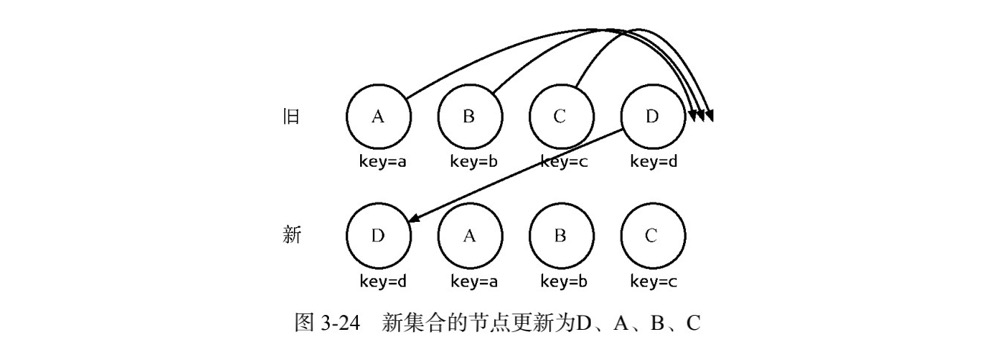 旧 A B C D
key=a key=b key=c key=d
新 D A B C
key=d key=a key=b key=c
图 3-24 新集合的节点更新为D、A、B、C